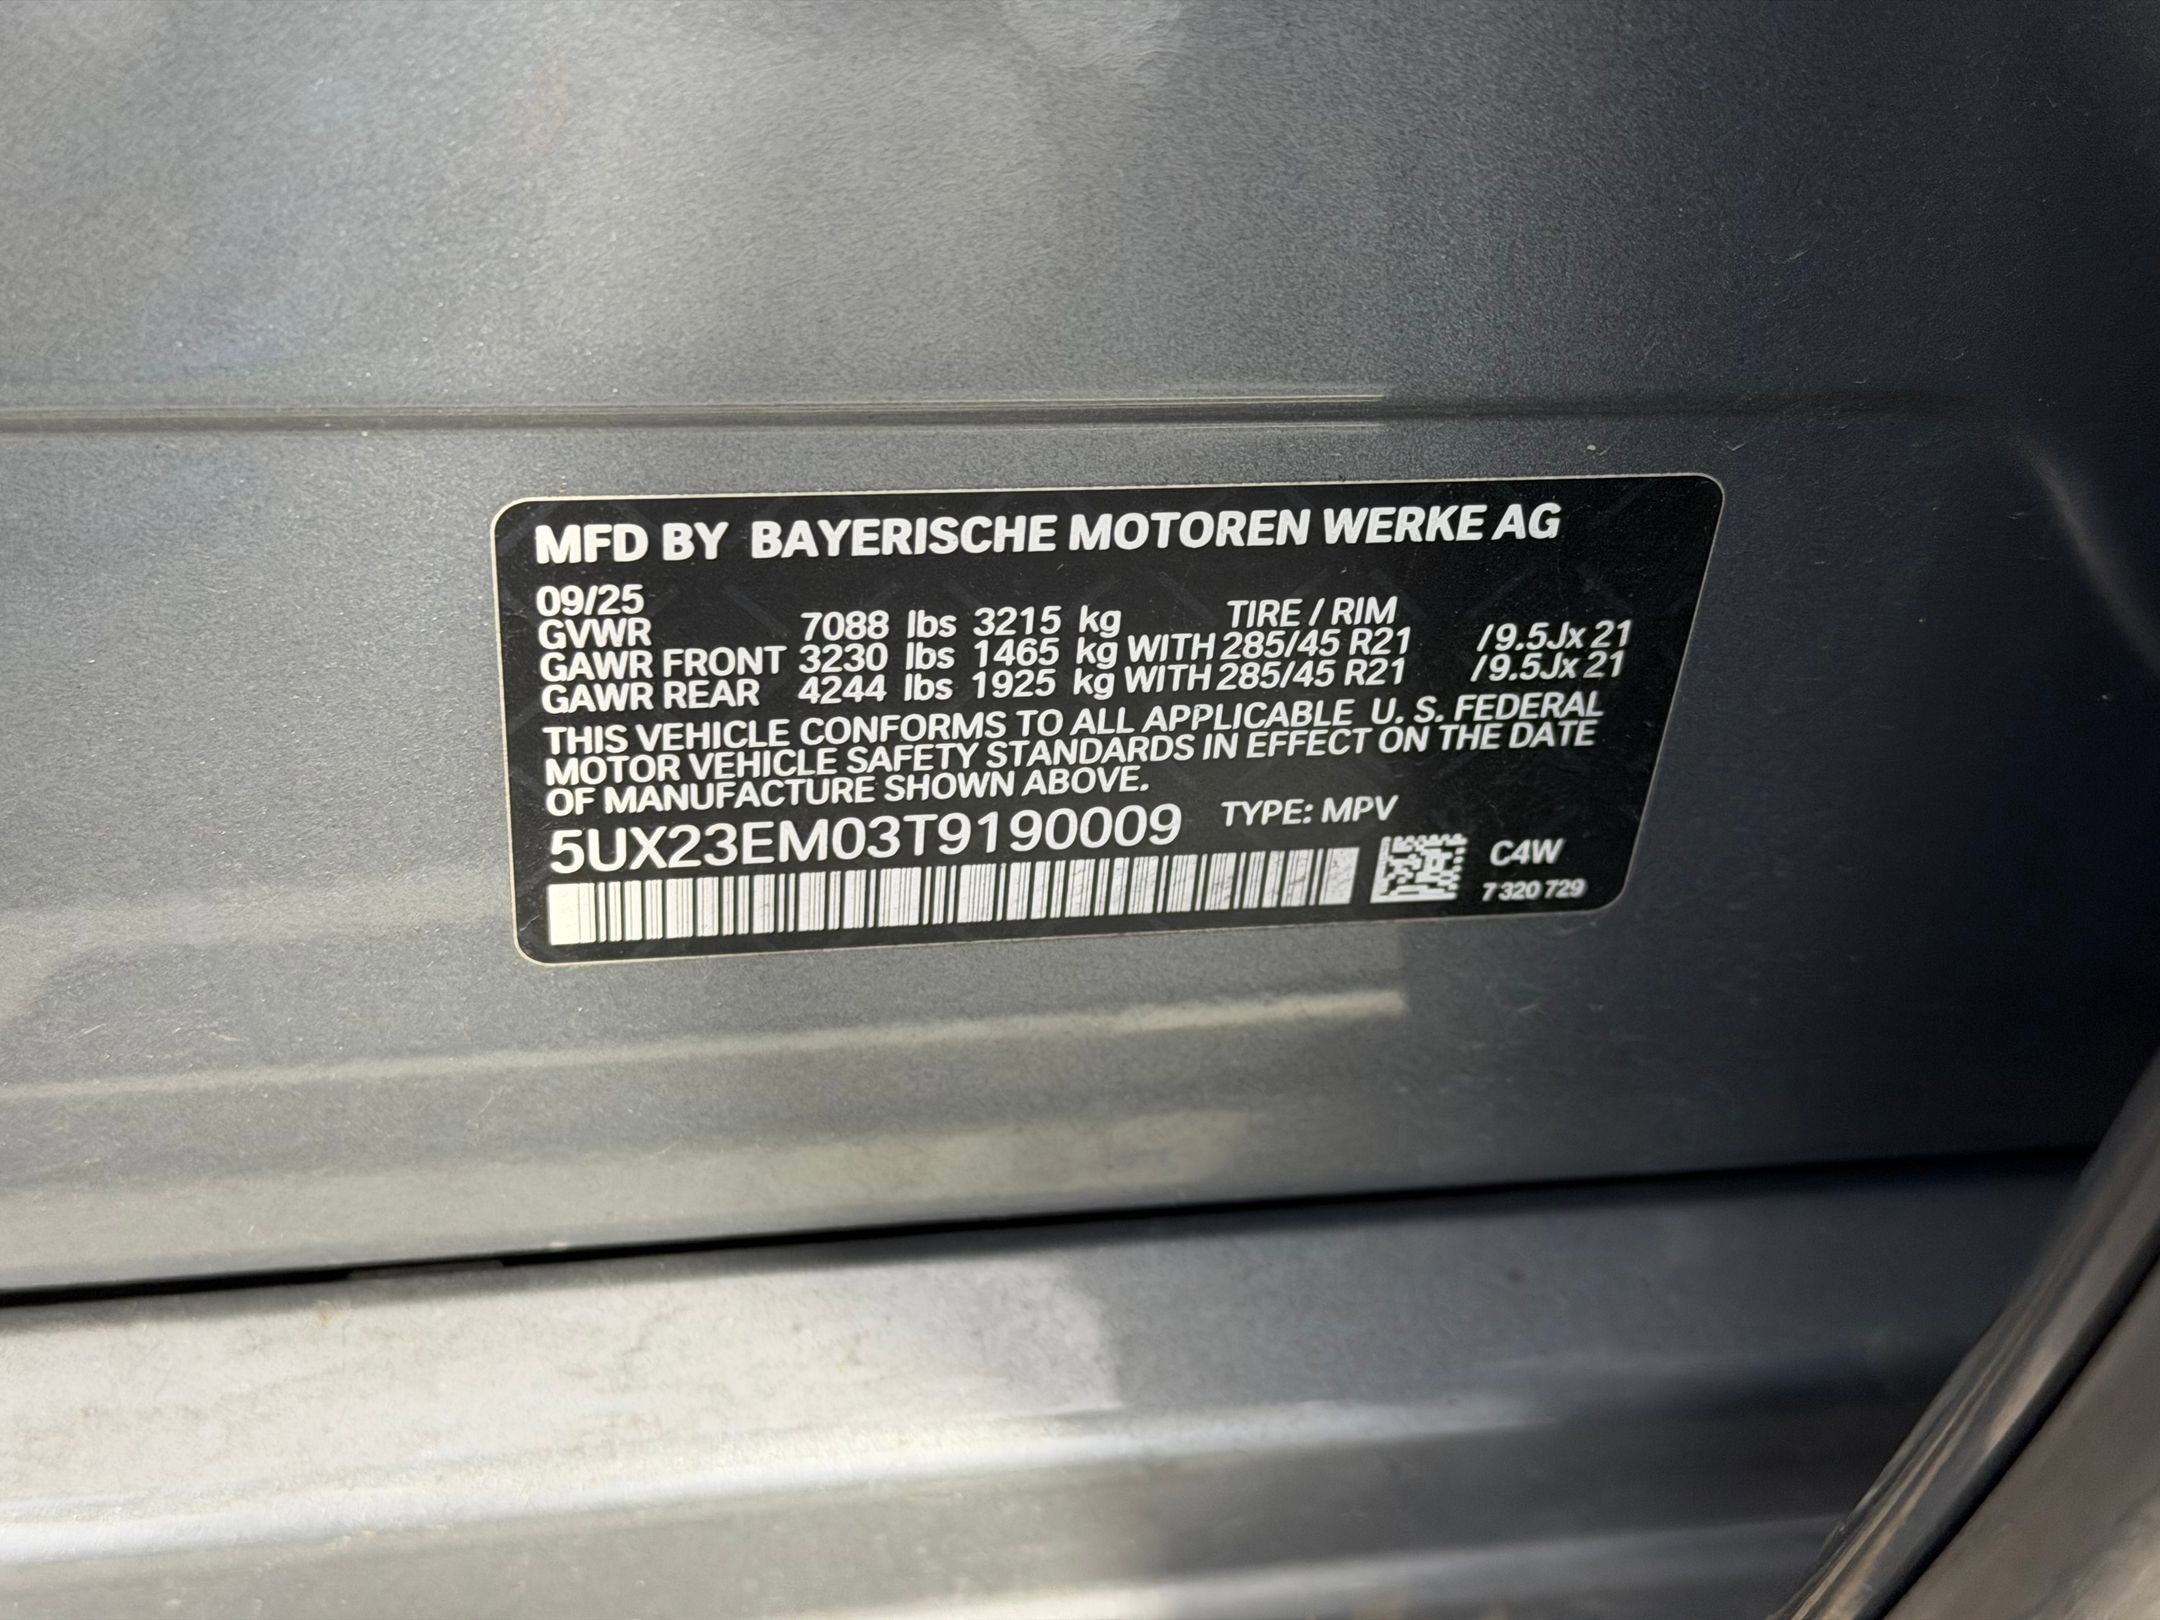 MFD BY BAYERISCHE MOTOREN WERKE AG
09/25
GVWR 7088 lbs 3215 kg TIRE / RIM
GAWR FRONT 3230 lbs 1465 kg WITH 285/45 R21 /9.5Jx 21
GAWR REAR 4244 lbs 1925 kg WITH 285/45 R21 /9.5Jx 21
THIS VEHICLE CONFORMS TO ALL APPLICABLE U. S. FEDERAL
MOTOR VEHICLE SAFETY STANDARDS IN EFFECT ON THE DATE
OF MANUFACTURE SHOWN ABOVE.
5UX23EM03T9190009 TYPE: MPV
C4W
7 320 729